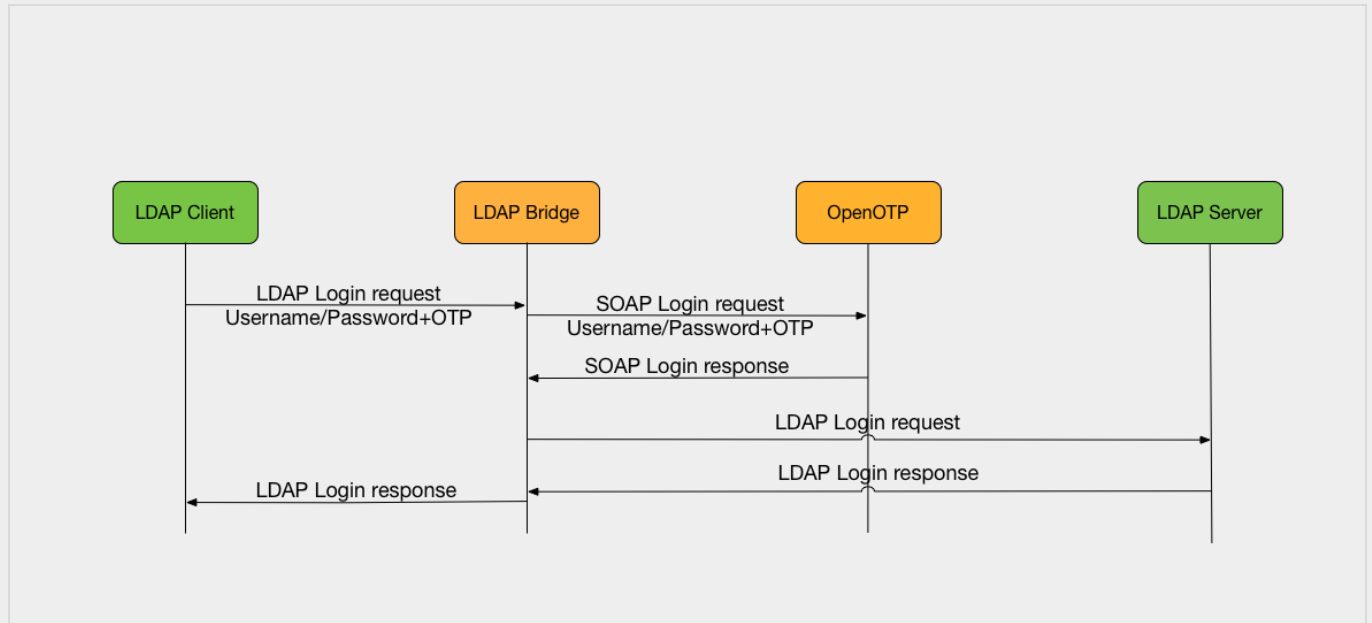 LDAP Client
LDAP Bridge
OpenOTP
LDAP Server
LDAP Login request
Username/Password+OTP
SOAP Login request
Username/Password+OTP
SOAP Login response
LDAP Login request
LDAP Login response
LDAP Login response